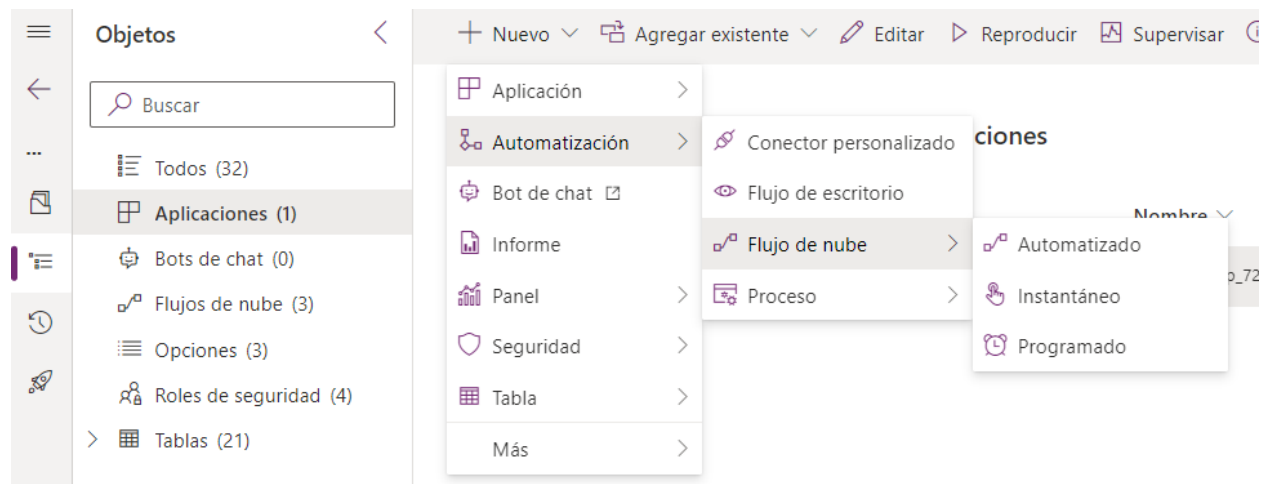 Objetos
Nuevo
Agregar existente
Editar
Reproducir
Supervisar
Buscar
...
Todos (32)
Aplicaciones (1)
Bots de chat (0)
Flujos de nube (3)
Opciones (3)
Roles de seguridad (4)
Tablas (21)
Aplicación
Automatización
Bot de chat
Informe
Panel
Seguridad
Tabla
Más
Conector personalizado
Flujo de escritorio
Flujo de nube
Proceso
ciones
Nombre
Automatizado
Instantáneo
Programado